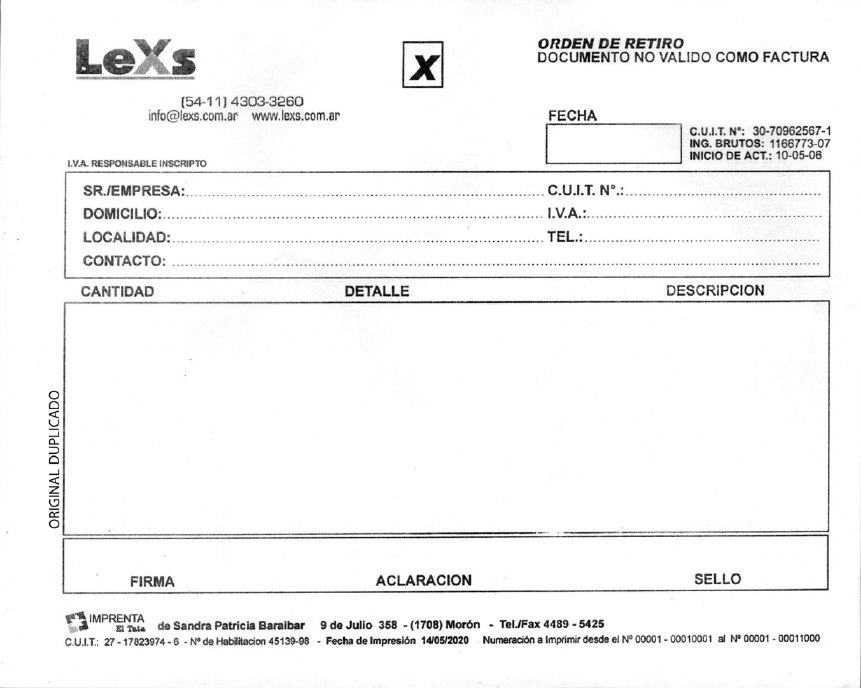 LeXs
X
ORDEN DE RETIRO
DOCUMENTO NO VALIDO COMO FACTURA
(54-11) 4303-3260
info@lexs.com.ar www.lexs.com.ar
FECHA
C.U.I.T. N°: 30-70962567-1
ING. BRUTOS: 1166773-07
INICIO DE ACT.: 10-05-06
I.V.A. RESPONSABLE INSCRIPTO
SR./EMPRESA: C.U.I.T. N°.:
DOMICILIO: I.V.A.:
LOCALIDAD: TEL.:
CONTACTO:
CANTIDAD DETALLE DESCRIPCION
ORIGINAL DUPLICADO
FIRMA ACLARACION SELLO
IMPRENTA
El Tata de Sandra Patricia Baraibar 9 de Julio 358 - (1708) Morón - Tel./Fax 4489 - 5425
C.U.I.T.: 27 - 17823974 - 6 - Nº de Habilitacion 45139-98 - Fecha de Impresión 14/05/2020 Numeración a Imprimir desde el Nº 00001 - 00010001 al Nº 00001 - 00011000